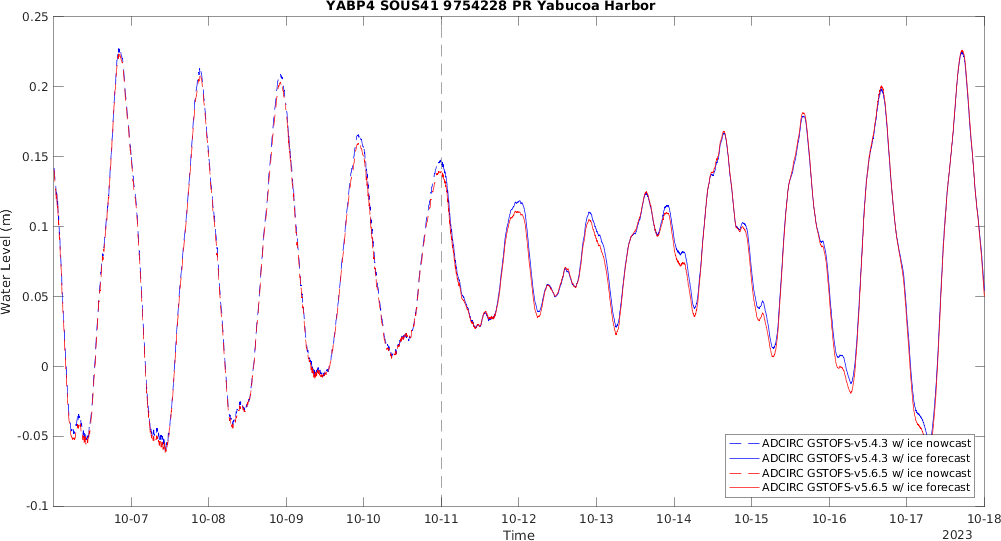 YABP4 SOUS41 9754228 PR Yabucoa Harbor
0.25
0.2
0.15
0.1
0.05
0
-0.05
-0.1
Water Level (m)
10-07 10-08 10-09 10-10 10-11 10-12 10-13 10-14 10-15 10-16 10-17 10-18
Time
2023
ADCIRC GSTOFS-v5.4.3 w/ ice nowcast
ADCIRC GSTOFS-v5.4.3 w/ ice forecast
ADCIRC GSTOFS-v5.6.5 w/ ice nowcast
ADCIRC GSTOFS-v5.6.5 w/ ice forecast